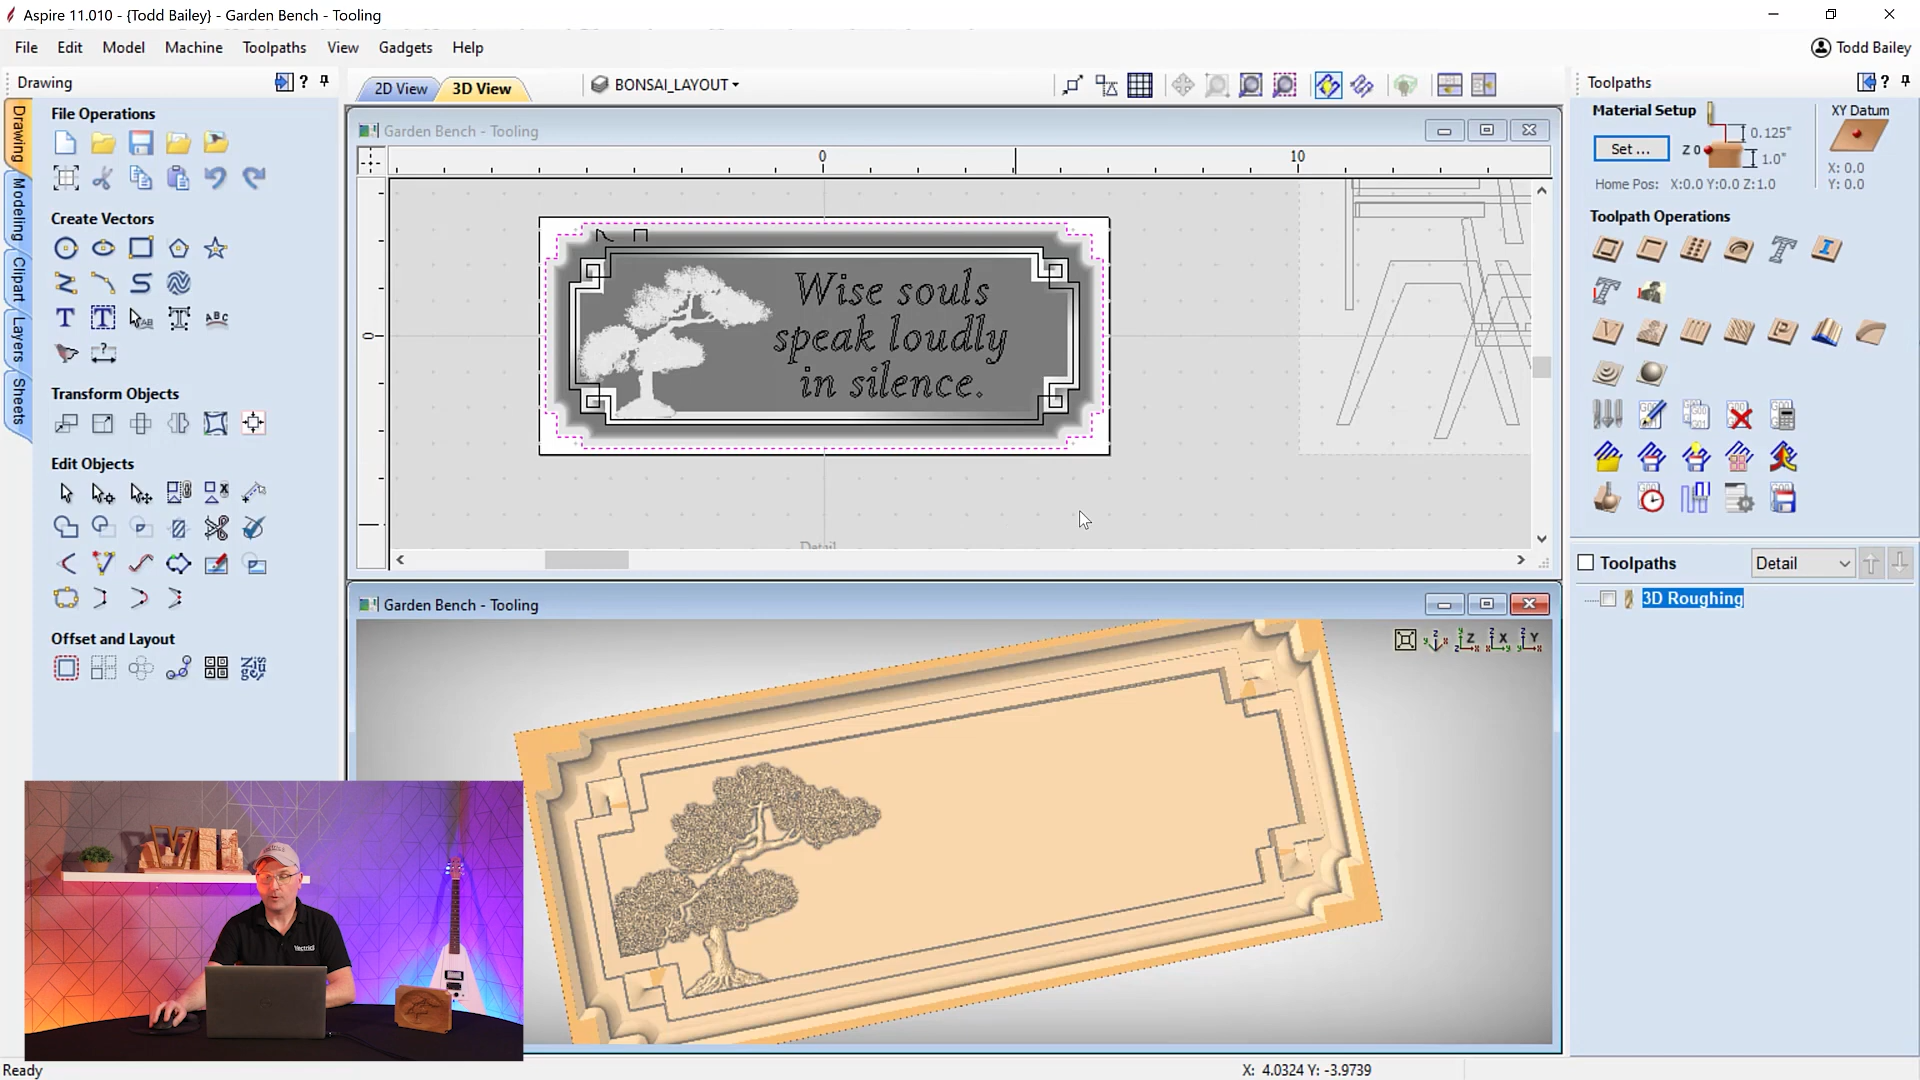 Aspire 11.010 - {Todd Bailey} - Garden Bench - Tooling
File Edit Model Machine Toolpaths View Gadgets Help
Todd Bailey
Drawing
2D View
3D View
BONSAI_LAYOUT
Toolpaths
Drawing
Modeling
Clipart
Layers
Sheets
File Operations
Create Vectors
Transform Objects
Edit Objects
Offset and Layout
Garden Bench - Tooling
0
10
0
Wise souls
speak loudly
in silence.
Detail
Garden Bench - Tooling
Material Setup
XY Datum
Set ...
Z 0
0.125"
1.0"
X: 0.0
Y: 0.0
Home Pos: X:0.0 Y:0.0 Z:1.0
Toolpath Operations
Toolpaths
Detail
3D Roughing
Vectric
Ready
X: 4.0324 Y: -3.9739